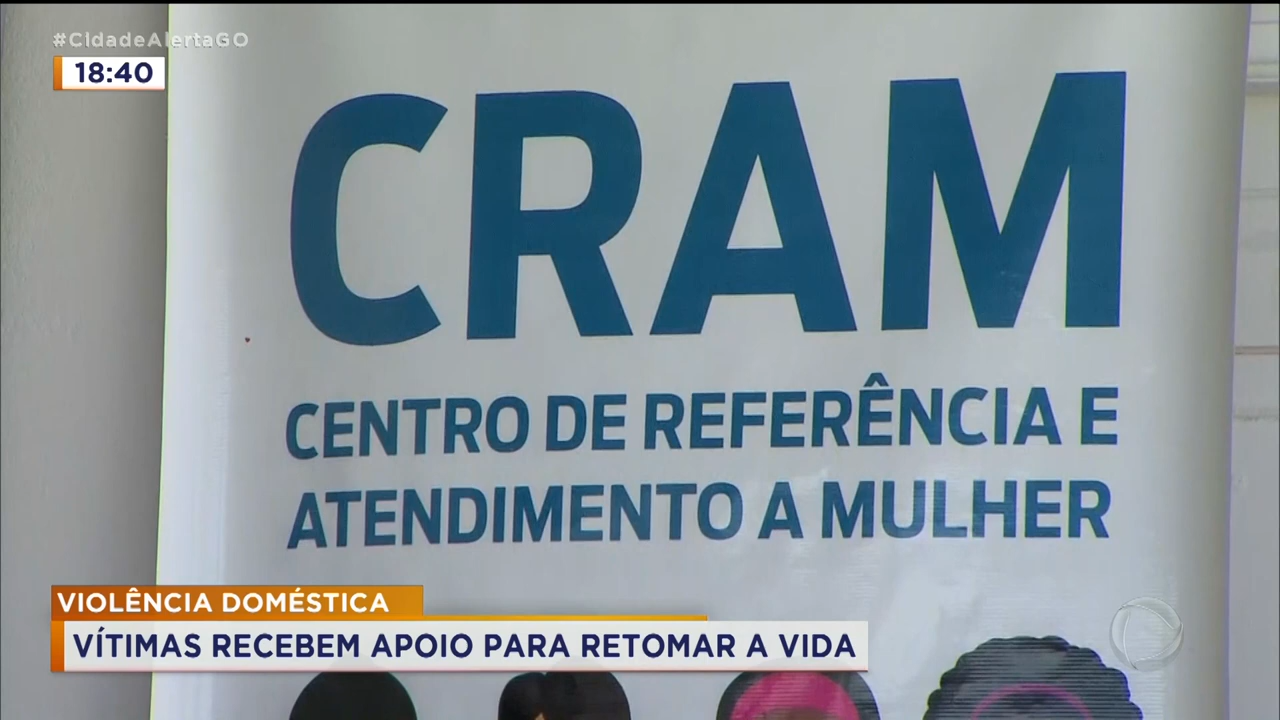 #CidadeAlertaGO
18:40
CRAM
CENTRO DE REFERÊNCIA E
ATENDIMENTO A MULHER
VIOLÊNCIA DOMÉSTICA
VÍTIMAS RECEBEM APOIO PARA RETOMAR A VIDA